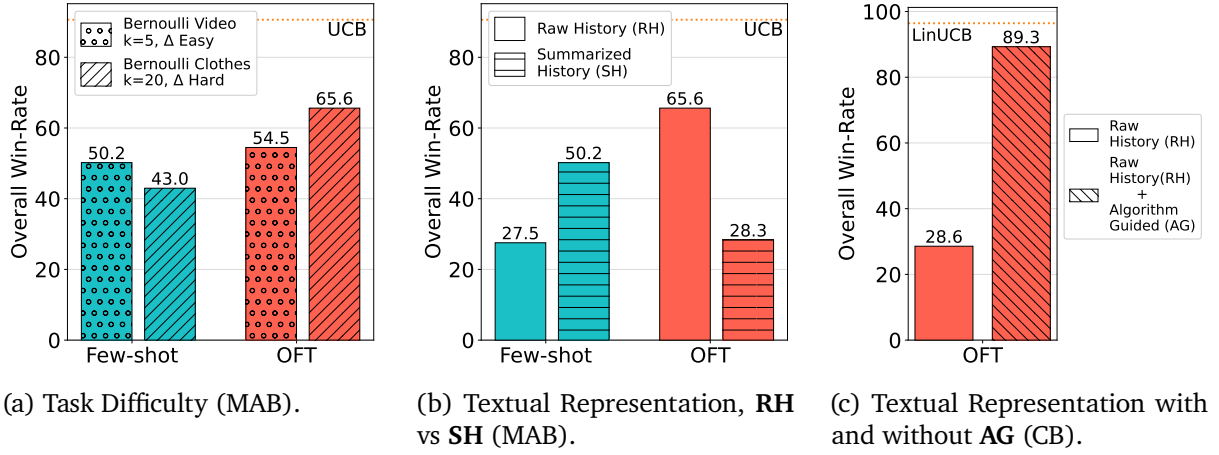 Overall Win-Rate
0
20
40
60
80
Bernoulli Video
k=5, Δ Easy
Bernoulli Clothes
k=20, Δ Hard
UCB
50.2
43.0
54.5
65.6
Few-shot
OFT
(a) Task Difficulty (MAB).
Overall Win-Rate
0
20
40
60
80
Raw History (RH)
Summarized
History (SH)
UCB
27.5
50.2
65.6
28.3
Few-shot
OFT
(b) Textual Representation, RH
vs SH (MAB).
Overall Win-Rate
0
20
40
60
80
100
LinUCB
28.6
89.3
OFT
Raw
History (RH)
Raw
History(RH)
+
Algorithm
Guided (AG)
(c) Textual Representation with
and without AG (CB).